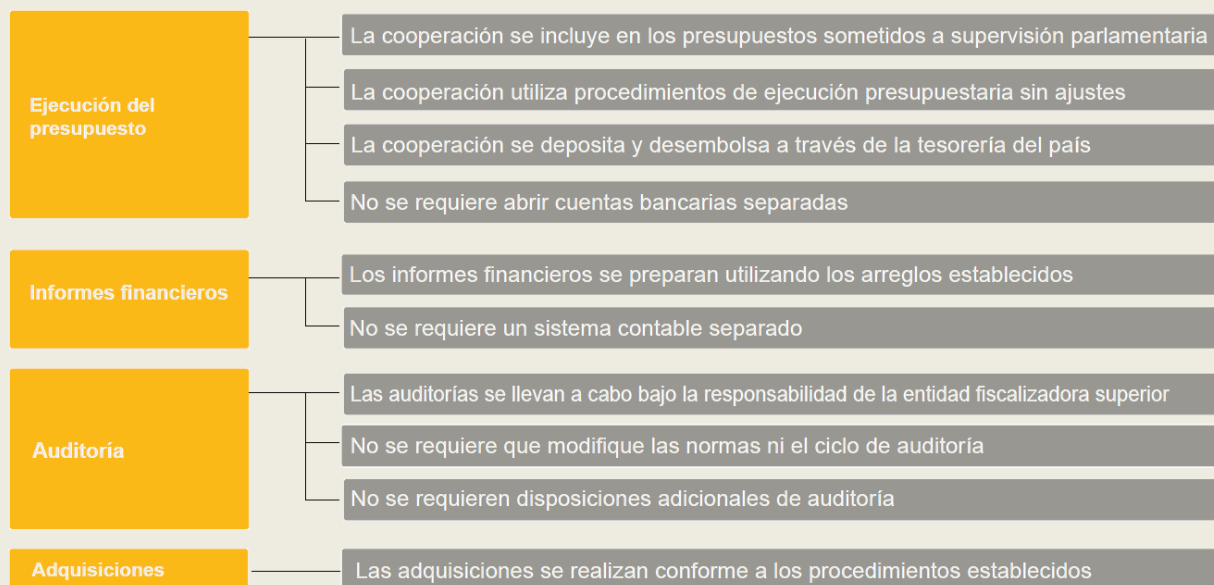 Ejecución del
presupuesto
La cooperación se incluye en los presupuestos sometidos a supervisión parlamentaria
La cooperación utiliza procedimientos de ejecución presupuestaria sin ajustes
La cooperación se deposita y desembolsa a través de la tesorería del país
No se requiere abrir cuentas bancarias separadas
Informes financieros
Los informes financieros se preparan utilizando los arreglos establecidos
No se requiere un sistema contable separado
Auditoría
Las auditorías se llevan a cabo bajo la responsabilidad de la entidad fiscalizadora superior
No se requiere que modifique las normas ni el ciclo de auditoría
No se requieren disposiciones adicionales de auditoría
Adquisiciones
Las adquisiciones se realizan conforme a los procedimientos establecidos